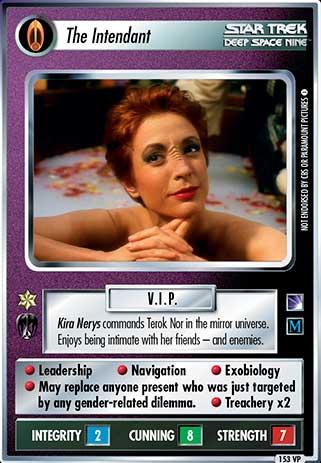 The Intendant
STAR TREK
DEEP SPACE NINE
NOT ENDORSED BY CBS OR PARAMOUNT PICTURES
V.I.P.
Kira Nerys commands Terok Nor in the mirror universe.
Enjoys being intimate with her friends – and enemies.
M
• Leadership • Navigation • Exobiology
• May replace anyone present who was just targeted
by any gender-related dilemma. • Treachery x2
INTEGRITY 2 CUNNING 8 STRENGTH 7
153 VP